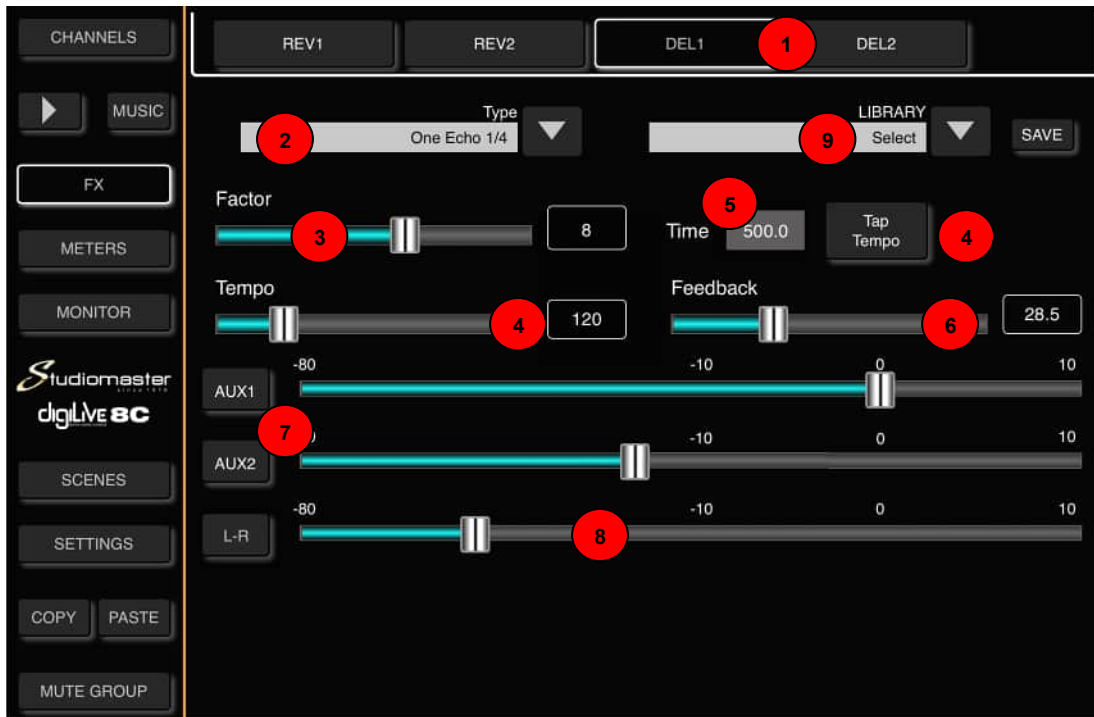 CHANNELS
MUSIC
FX
METERS
MONITOR
Studiomaster
digiLiVE 8C
SCENES
SETTINGS
COPY PASTE
MUTE GROUP
REV1 REV2 DEL1 1 DEL2
Type
2 One Echo 1/4
LIBRARY
9 Select
SAVE
Factor
3 8
5
Time 500.0
Tap
Tempo
4
Tempo
4 120
Feedback
6 28.5
-80 -10 0 10
AUX1
7
-10 0 10
AUX2
-80 -10 0 10
L-R
8